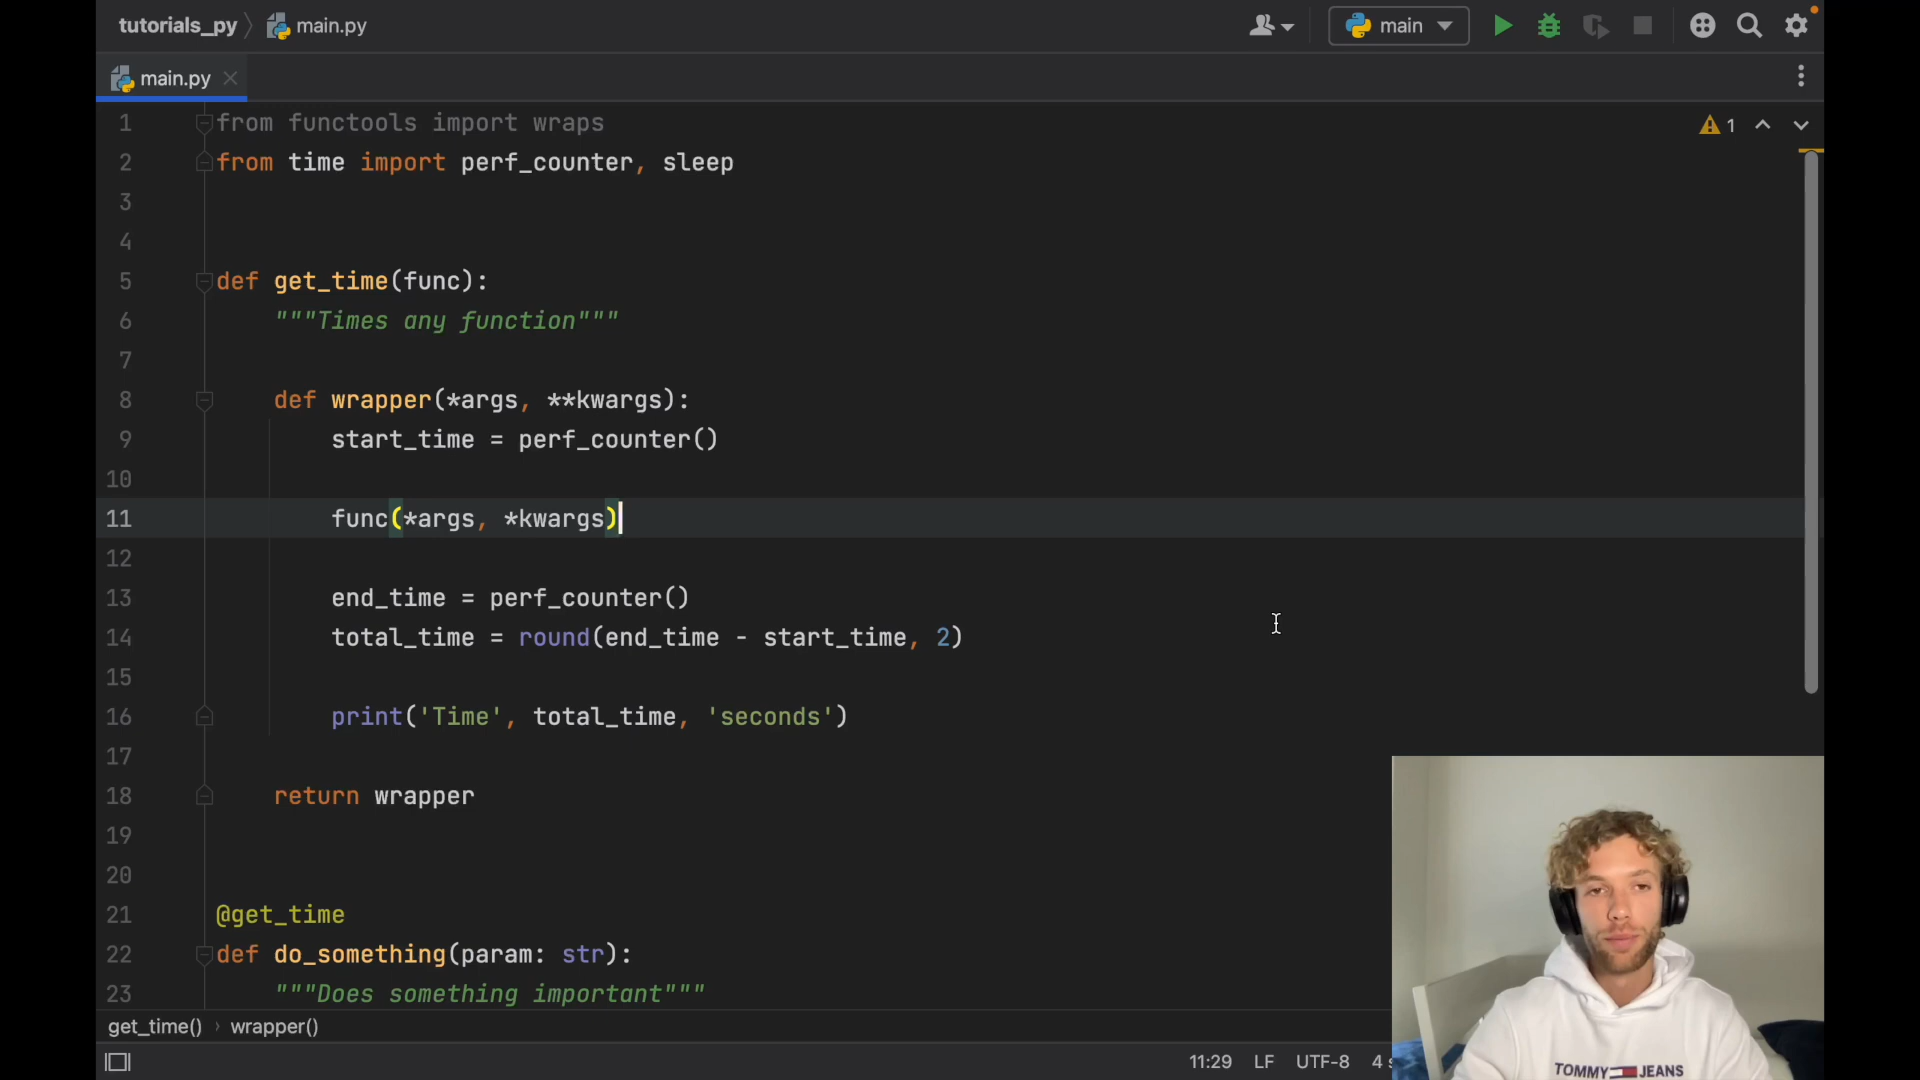 tutorials_py main.py
main
main.py
1
1 from functools import wraps
2 from time import perf_counter, sleep
3
4
5 def get_time(func):
6 """Times any function"""
7
8 def wrapper(*args, **kwargs):
9 start_time = perf_counter()
10
11 func(*args, *kwargs)
12
13 end_time = perf_counter()
14 total_time = round(end_time - start_time, 2)
15
16 print('Time', total_time, 'seconds')
17
18 return wrapper
19
20
21 @get_time
22 def do_something(param: str):
23 """Does something important"""
get_time() › wrapper()
11:29 LF UTF-8 4 s
TOMMY JEANS